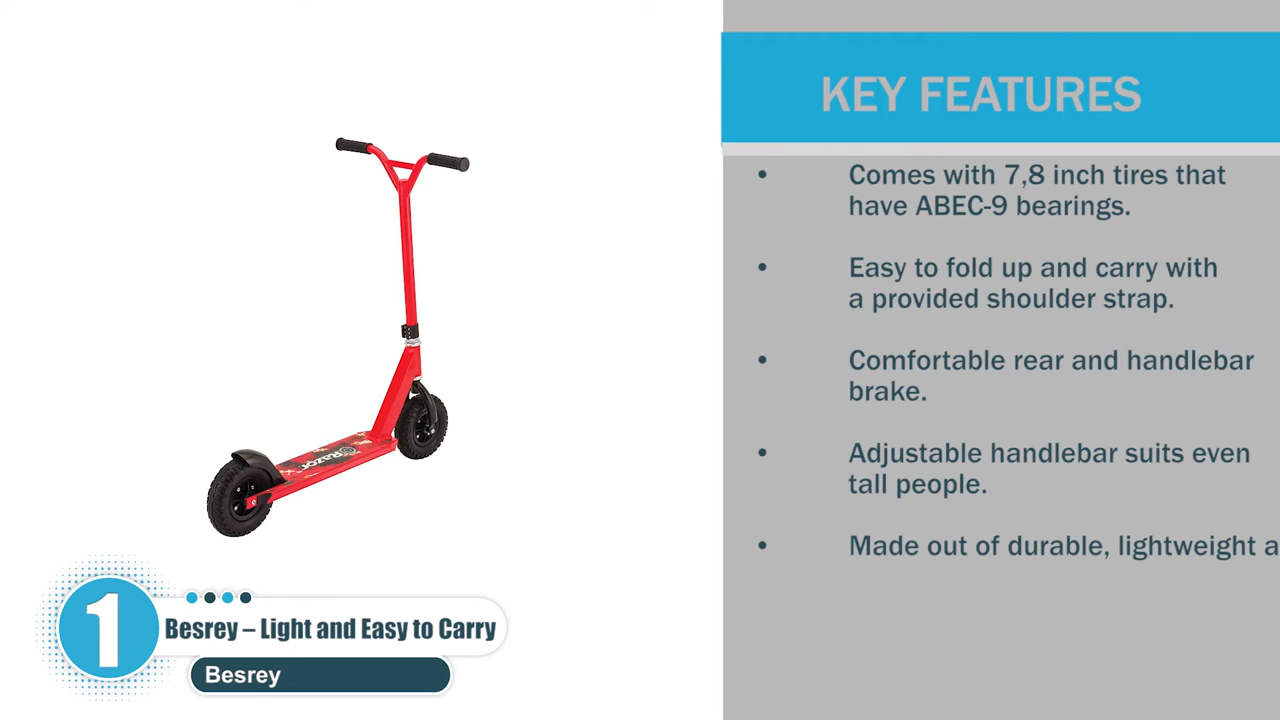 KEY FEATURES
• Comes with 7,8 inch tires that
have ABEC-9 bearings.
• Easy to fold up and carry with
a provided shoulder strap.
• Comfortable rear and handlebar
brake.
• Adjustable handlebar suits even
tall people.
• Made out of durable, lightweight a
RAZOR
1
Besrey – Light and Easy to Carry
Besrey